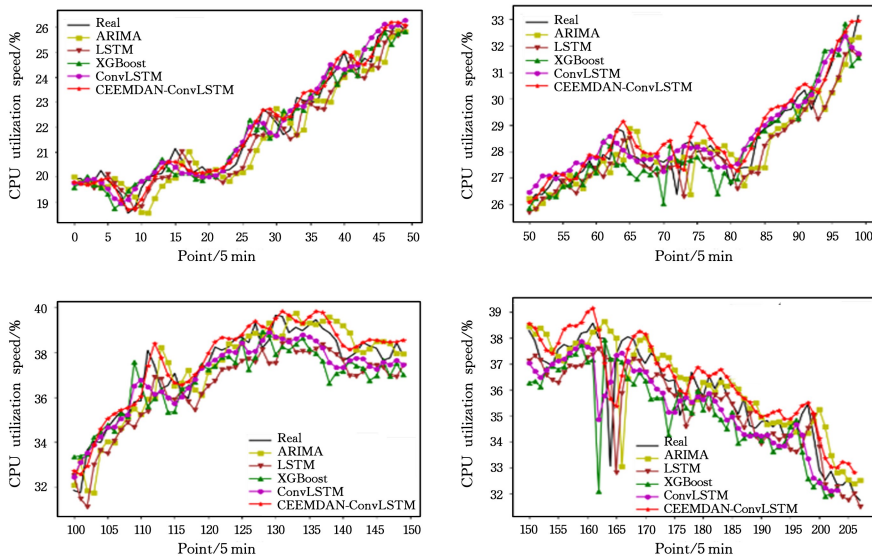 Real
ARIMA
LSTM
XGBoost
ConvLSTM
CEEMDAN-ConvLSTM
CPU utilization speed/%
26
25
24
23
22
21
20
19
0 5 10 15 20 25 30 35 40 45 50
Point/5 min
Real
ARIMA
LSTM
XGBoost
ConvLSTM
CEEMDAN-ConvLSTM
CPU utilization speed/%
33
32
31
30
29
28
27
26
50 55 60 65 70 75 80 85 90 95 100
Point/5 min
CPU utilization speed/%
40
38
36
34
32
Real
ARIMA
LSTM
XGBoost
ConvLSTM
CEEMDAN-ConvLSTM
100 105 110 115 120 125 130 135 140 145 150
Point/5 min
CPU utilization speed/%
39
38
37
36
35
34
33
32
Real
ARIMA
LSTM
XGBoost
ConvLSTM
CEEMDAN-ConvLSTM
150 155 160 165 170 175 180 185 190 195 200 205
Point/5 min